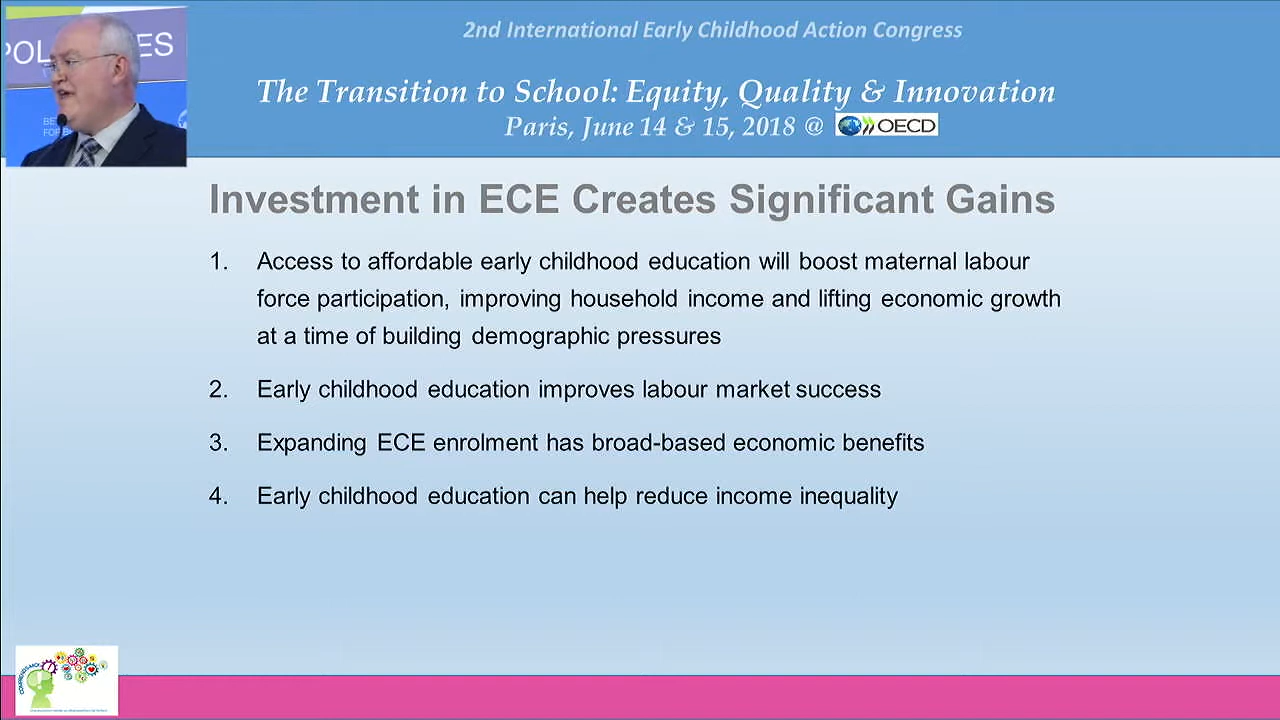 POL
ES
BE
FOR B
2nd International Early Childhood Action Congress
The Transition to School: Equity, Quality & Innovation
Paris, June 14 & 15, 2018 @ OECD
Investment in ECE Creates Significant Gains
1. Access to affordable early childhood education will boost maternal labour
force participation, improving household income and lifting economic growth
at a time of building demographic pressures
2. Early childhood education improves labour market success
3. Expanding ECE enrolment has broad-based economic benefits
4. Early childhood education can help reduce income inequality